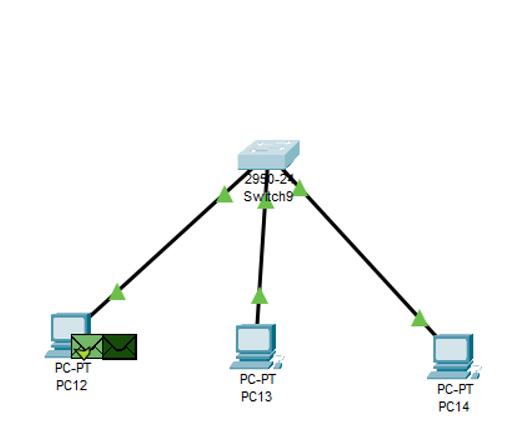 2950-24
Switch9
PC-PT
PC12
PC-PT
PC13
PC-PT
PC14